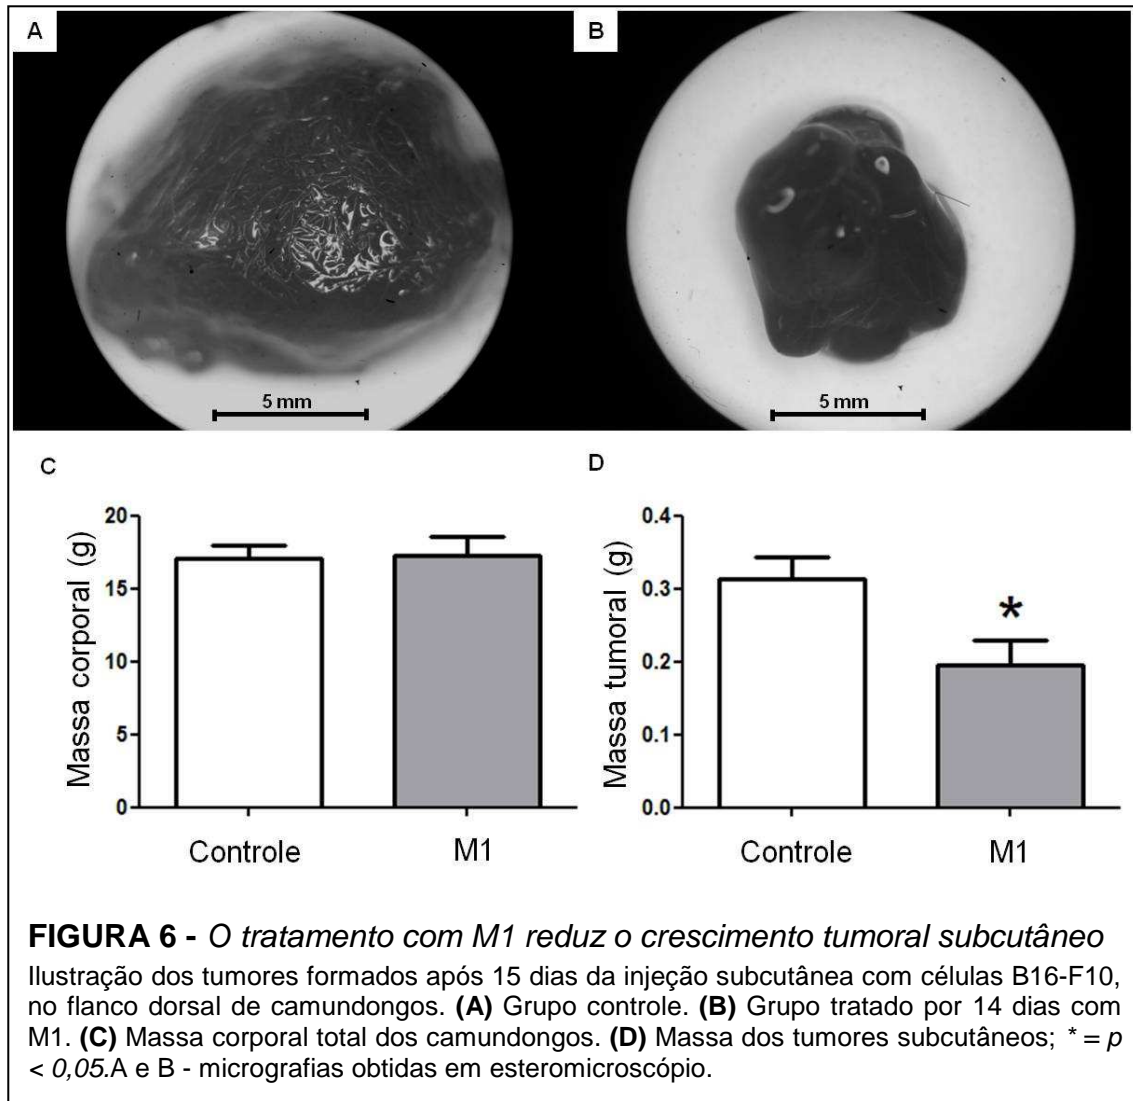 A
B
5 mm
5 mm
C
D
Massa corporal (g)
20
15
10
5
0
Controle
M1
Massa tumoral (g)
0.4
0.3
0.2
0.1
0.0
*
Controle
M1
FIGURA 6 - O tratamento com M1 reduz o crescimento tumoral subcutâneo
Ilustração dos tumores formados após 15 dias da injeção subcutânea com células B16-F10,
no flanco dorsal de camundongos. (A) Grupo controle. (B) Grupo tratado por 14 dias com
M1. (C) Massa corporal total dos camundongos. (D) Massa dos tumores subcutâneos; * = p
< 0,05.A e B - micrografias obtidas em esteromicroscópio.